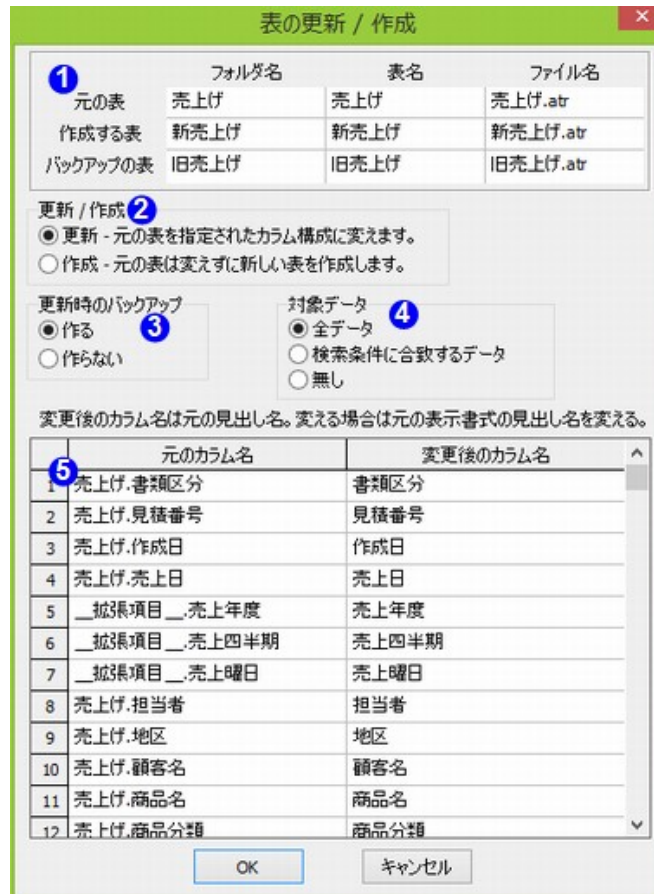 表の更新 / 作成
×
1 フォルダ名 表名 ファイル名
元の表 売上げ 売上げ 売上げ.atr
作成する表 新売上げ 新売上げ 新売上げ.atr
バックアップの表 旧売上げ 旧売上げ 旧売上げ.atr
更新 / 作成 2
更新 - 元の表を指定されたカラム構成に変えます。
作成 - 元の表は変えずに新しい表を作成します。
更新時のバックアップ 3
作る
作らない
対象データ 4
全データ
検索条件に合致するデータ
無し
変更後のカラム名は元の見出し名。変える場合は元の表示書式の見出し名を変える。
5 元のカラム名 変更後のカラム名
1 売上げ.書類区分 書類区分
2 売上げ.見積番号 見積番号
3 売上げ.作成日 作成日
4 売上げ.売上日 売上日
5 __拡張項目__.売上年度 売上年度
6 __拡張項目__.売上四半期 売上四半期
7 __拡張項目__.売上曜日 売上曜日
8 売上げ.担当者 担当者
9 売上げ.地区 地区
10 売上げ.顧客名 顧客名
11 売上げ.商品名 商品名
12 売上げ.商品分類 商品分類
OK キャンセル